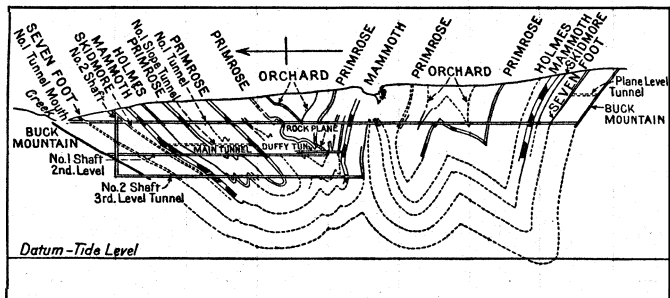 SEVEN FOOT
No.1 Tunnel Mouth
Creek
SKIDMORE
No.2 Shaft
MAMMOTH
HOLMES
PRIMROSE
No.1 Slope Tunnel
No.1 Tunnel
PRIMROSE
PRIMROSE
ORCHARD
PRIMROSE
MAMMOTH
PRIMROSE
ORCHARD
PRIMROSE
HOLMES
MAMMOTH
SKIDMORE
SEVEN FOOT
Plane Level
Tunnel
BUCK
MOUNTAIN
BUCK
MOUNTAIN
ROCK PLANE
MAIN TUNNEL
DUFFY TUN.
No.1 Shaft
2nd. Level
No.2 Shaft
3rd. Level Tunnel
Datum-Tide Level